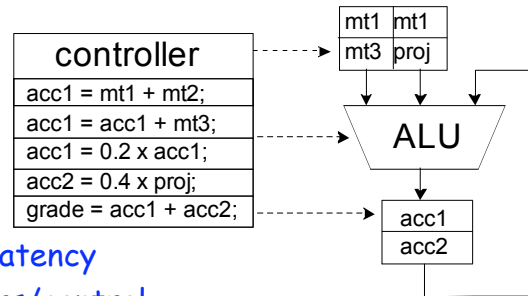 controller
acc1 = mt1 + mt2;
acc1 = acc1 + mt3;
acc1 = 0.2 x acc1;
acc2 = 0.4 x proj;
grade = acc1 + acc2;
mt1 mt1
mt3 proj
ALU
acc1
acc2
atency